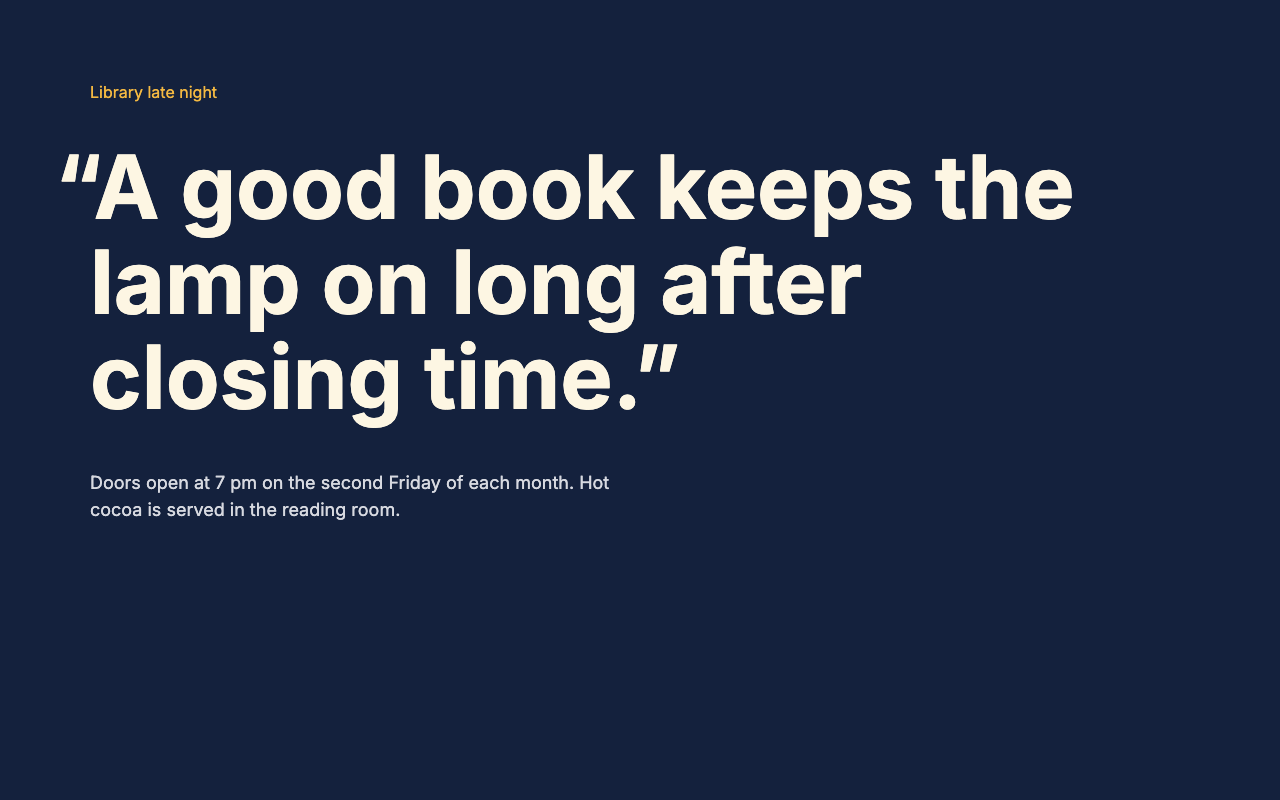 Library late night
“A good book keeps the
lamp on long after
closing time.”
Doors open at 7 pm on the second Friday of each month. Hot
cocoa is served in the reading room.